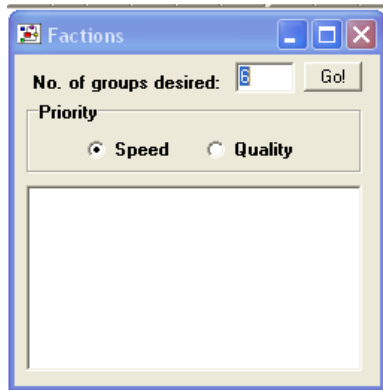 Factions
No. of groups desired: 6 Go!
Priority
Speed Quality